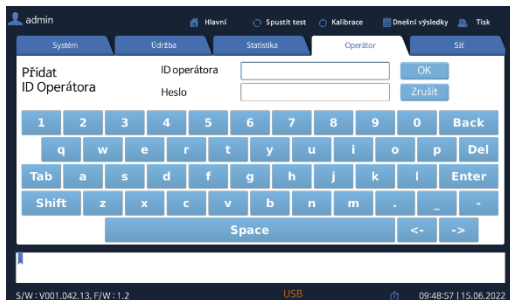 admin Hlavní Spustit test Kalibrace Dnešní výsledky Tisk
Systém Údržba Statistika Operátor Síť
Přidat
ID Operátora
ID operátora
Heslo
OK
Zrušit
1 2 3 4 5 6 7 8 9 0 Back
q w e r t y u i o p Del
Tab a s d f g h j k l Enter
Shift z x c v b n m . _ -
Space <- ->
S/W : V001.042.13, F/W : 1.2 USB 09:48:57 | 15.06.2022